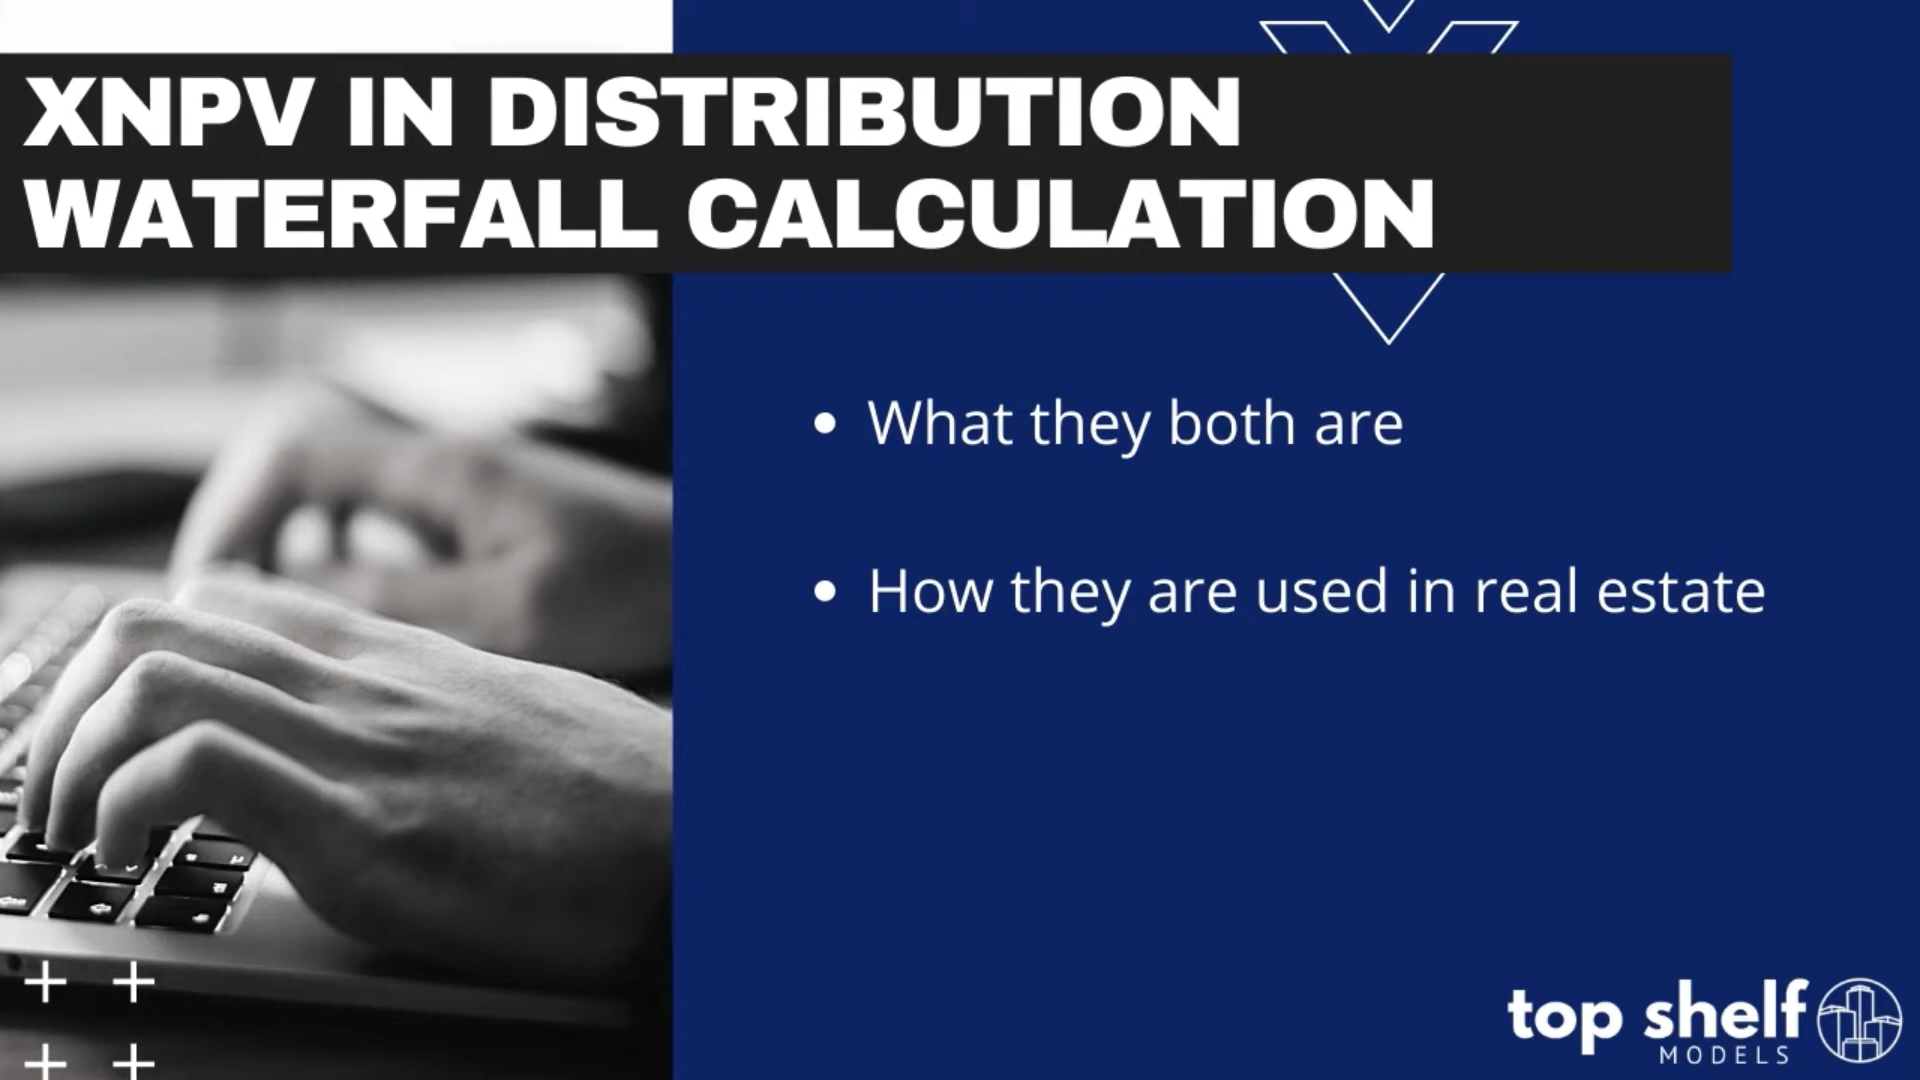 XNPV IN DISTRIBUTION
WATERFALL CALCULATION
• What they both are
• How they are used in real estate
top shelf
MODELS